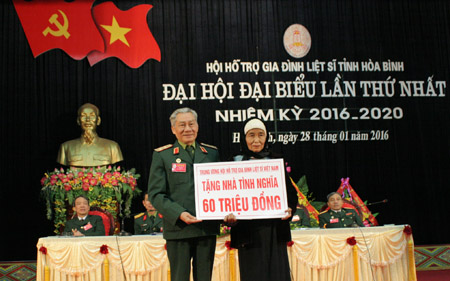 HỘI HỖ TRỢ GIA ĐÌNH LIỆT SĨ TỈNH HÒA BÌNH
ĐẠI HỘI ĐẠI BIỂU LẦN THỨ NHẤT
NHIỆM KỲ 2016-2020
ngày 28 tháng 01 năm 2016
TRUNG ƯƠNG HỘI HỖ TRỢ GIA ĐÌNH LIỆT SĨ VIỆT NAM
TẶNG NHÀ TÌNH NGHĨA
60 TRIỆU ĐỒNG